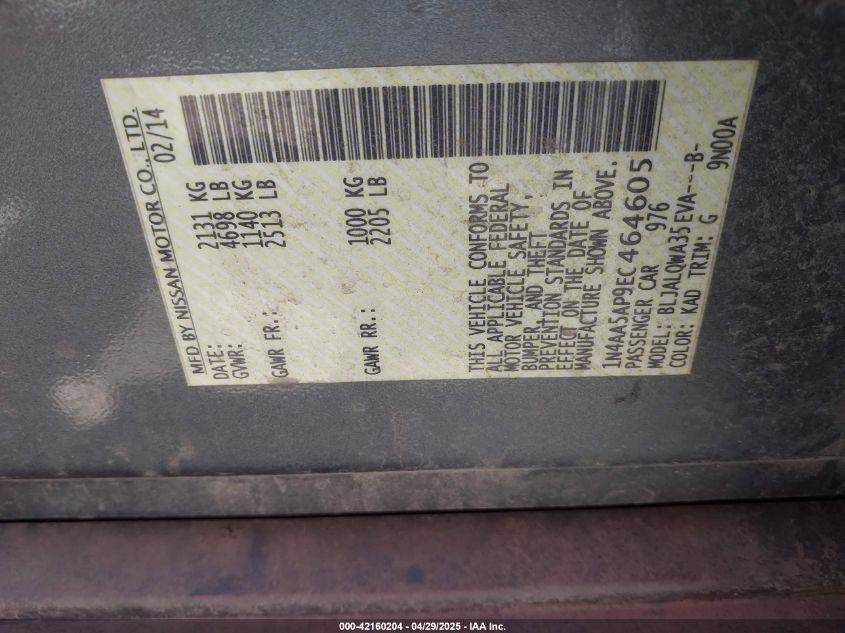 MFD BY NISSAN MOTOR CO., LTD.
DATE: 02/14
GVWR: 2131 KG
4698 LB
GAWR FR.: 1140 KG
2513 LB
GAWR RR.: 1000 KG
2205 LB
THIS VEHICLE CONFORMS TO
ALL APPLICABLE FEDERAL
MOTOR VEHICLE SAFETY,
BUMPER, AND THEFT
PREVENTION STANDARDS IN
EFFECT ON THE DATE OF
MANUFACTURE SHOWN ABOVE.
1N4AA5AP9EC464605
PASSENGER CAR 976
MODEL: BLJALQWA35EVA---B-
COLOR: KAD TRIM: G 9N00A
000-42160204 - 04/29/2025 - IAA Inc.